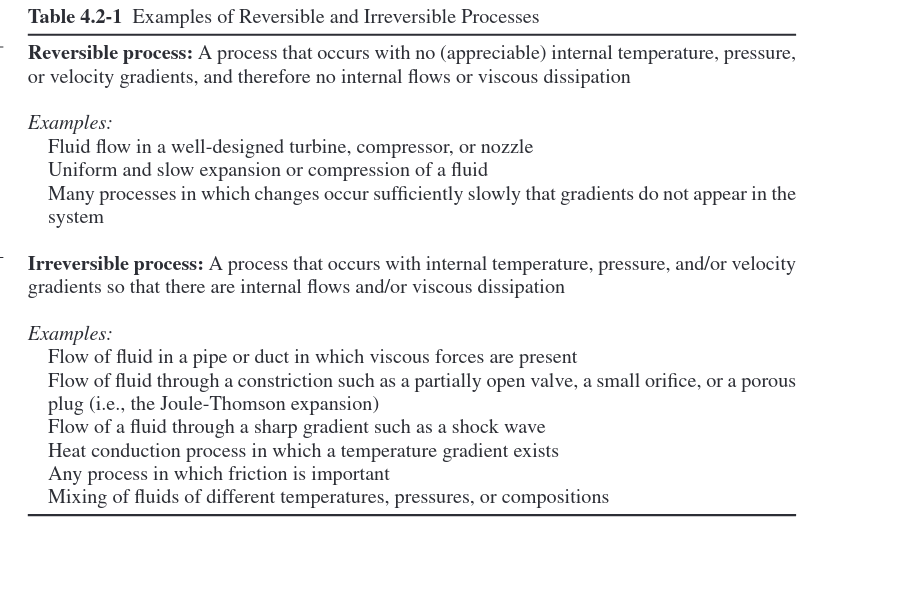 Table 4.2-1 Examples of Reversible and Irreversible Processes
Reversible process: A process that occurs with no (appreciable) internal temperature, pressure,
or velocity gradients, and therefore no internal flows or viscous dissipation
Examples:
Fluid flow in a well-designed turbine, compressor, or nozzle
Uniform and slow expansion or compression of a fluid
Many processes in which changes occur sufficiently slowly that gradients do not appear in the
system
Irreversible process: A process that occurs with internal temperature, pressure, and/or velocity
gradients so that there are internal flows and/or viscous dissipation
Examples:
Flow of fluid in a pipe or duct in which viscous forces are present
Flow of fluid through a constriction such as a partially open valve, a small orifice, or a porous
plug (i.e., the Joule-Thomson expansion)
Flow of a fluid through a sharp gradient such as a shock wave
Heat conduction process in which a temperature gradient exists
Any process in which friction is important
Mixing of fluids of different temperatures, pressures, or compositions